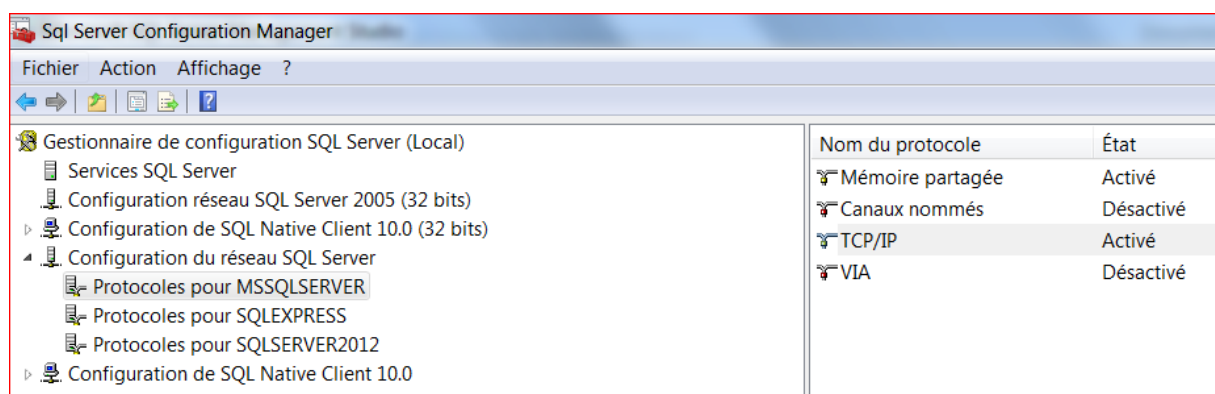 Sql Server Configuration Manager
Fichier Action Affichage ?
Gestionnaire de configuration SQL Server (Local)
Services SQL Server
Configuration réseau SQL Server 2005 (32 bits)
Configuration de SQL Native Client 10.0 (32 bits)
Configuration du réseau SQL Server
Protocoles pour MSSQLSERVER
Protocoles pour SQLEXPRESS
Protocoles pour SQLSERVER2012
Configuration de SQL Native Client 10.0
Nom du protocole État
Mémoire partagée Activé
Canaux nommés Désactivé
TCP/IP Activé
VIA Désactivé